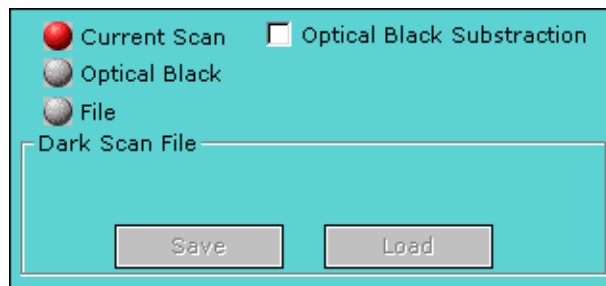 Current Scan
Optical Black Substraction
Optical Black
File
Dark Scan File
Save
Load